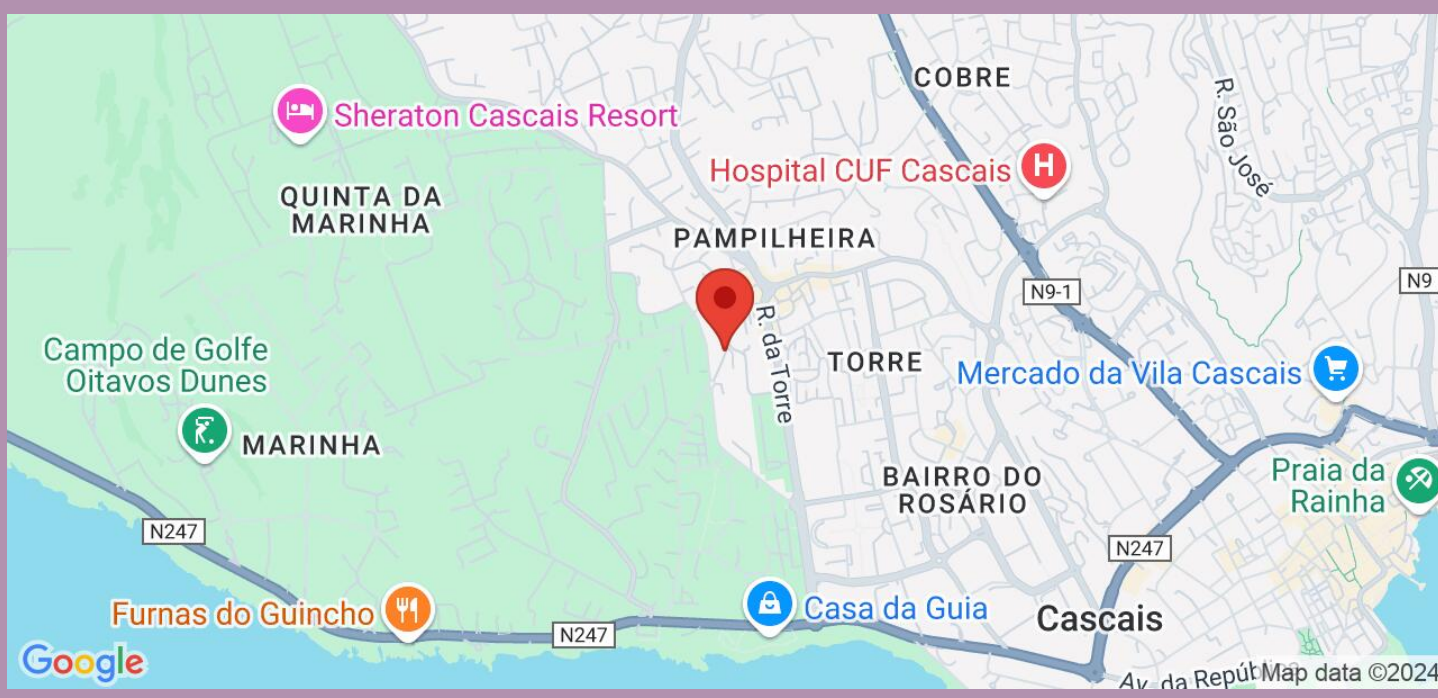 COBRE
R. São José
Sheraton Cascais Resort
Hospital CUF Cascais
H
QUINTA DA
MARINHA
PAMPILHEIRA
N9-1
N9
R. da Torre
Campo de Golfe
Oitavos Dunes
TORRE
Mercado da Vila Cascais
MARINHA
BAIRRO DO
ROSÁRIO
Praia da
Rainha
N247
N247
Furnas do Guincho
Casa da Guia
Cascais
N247
Google
Av. da Repúb
Map data ©2024